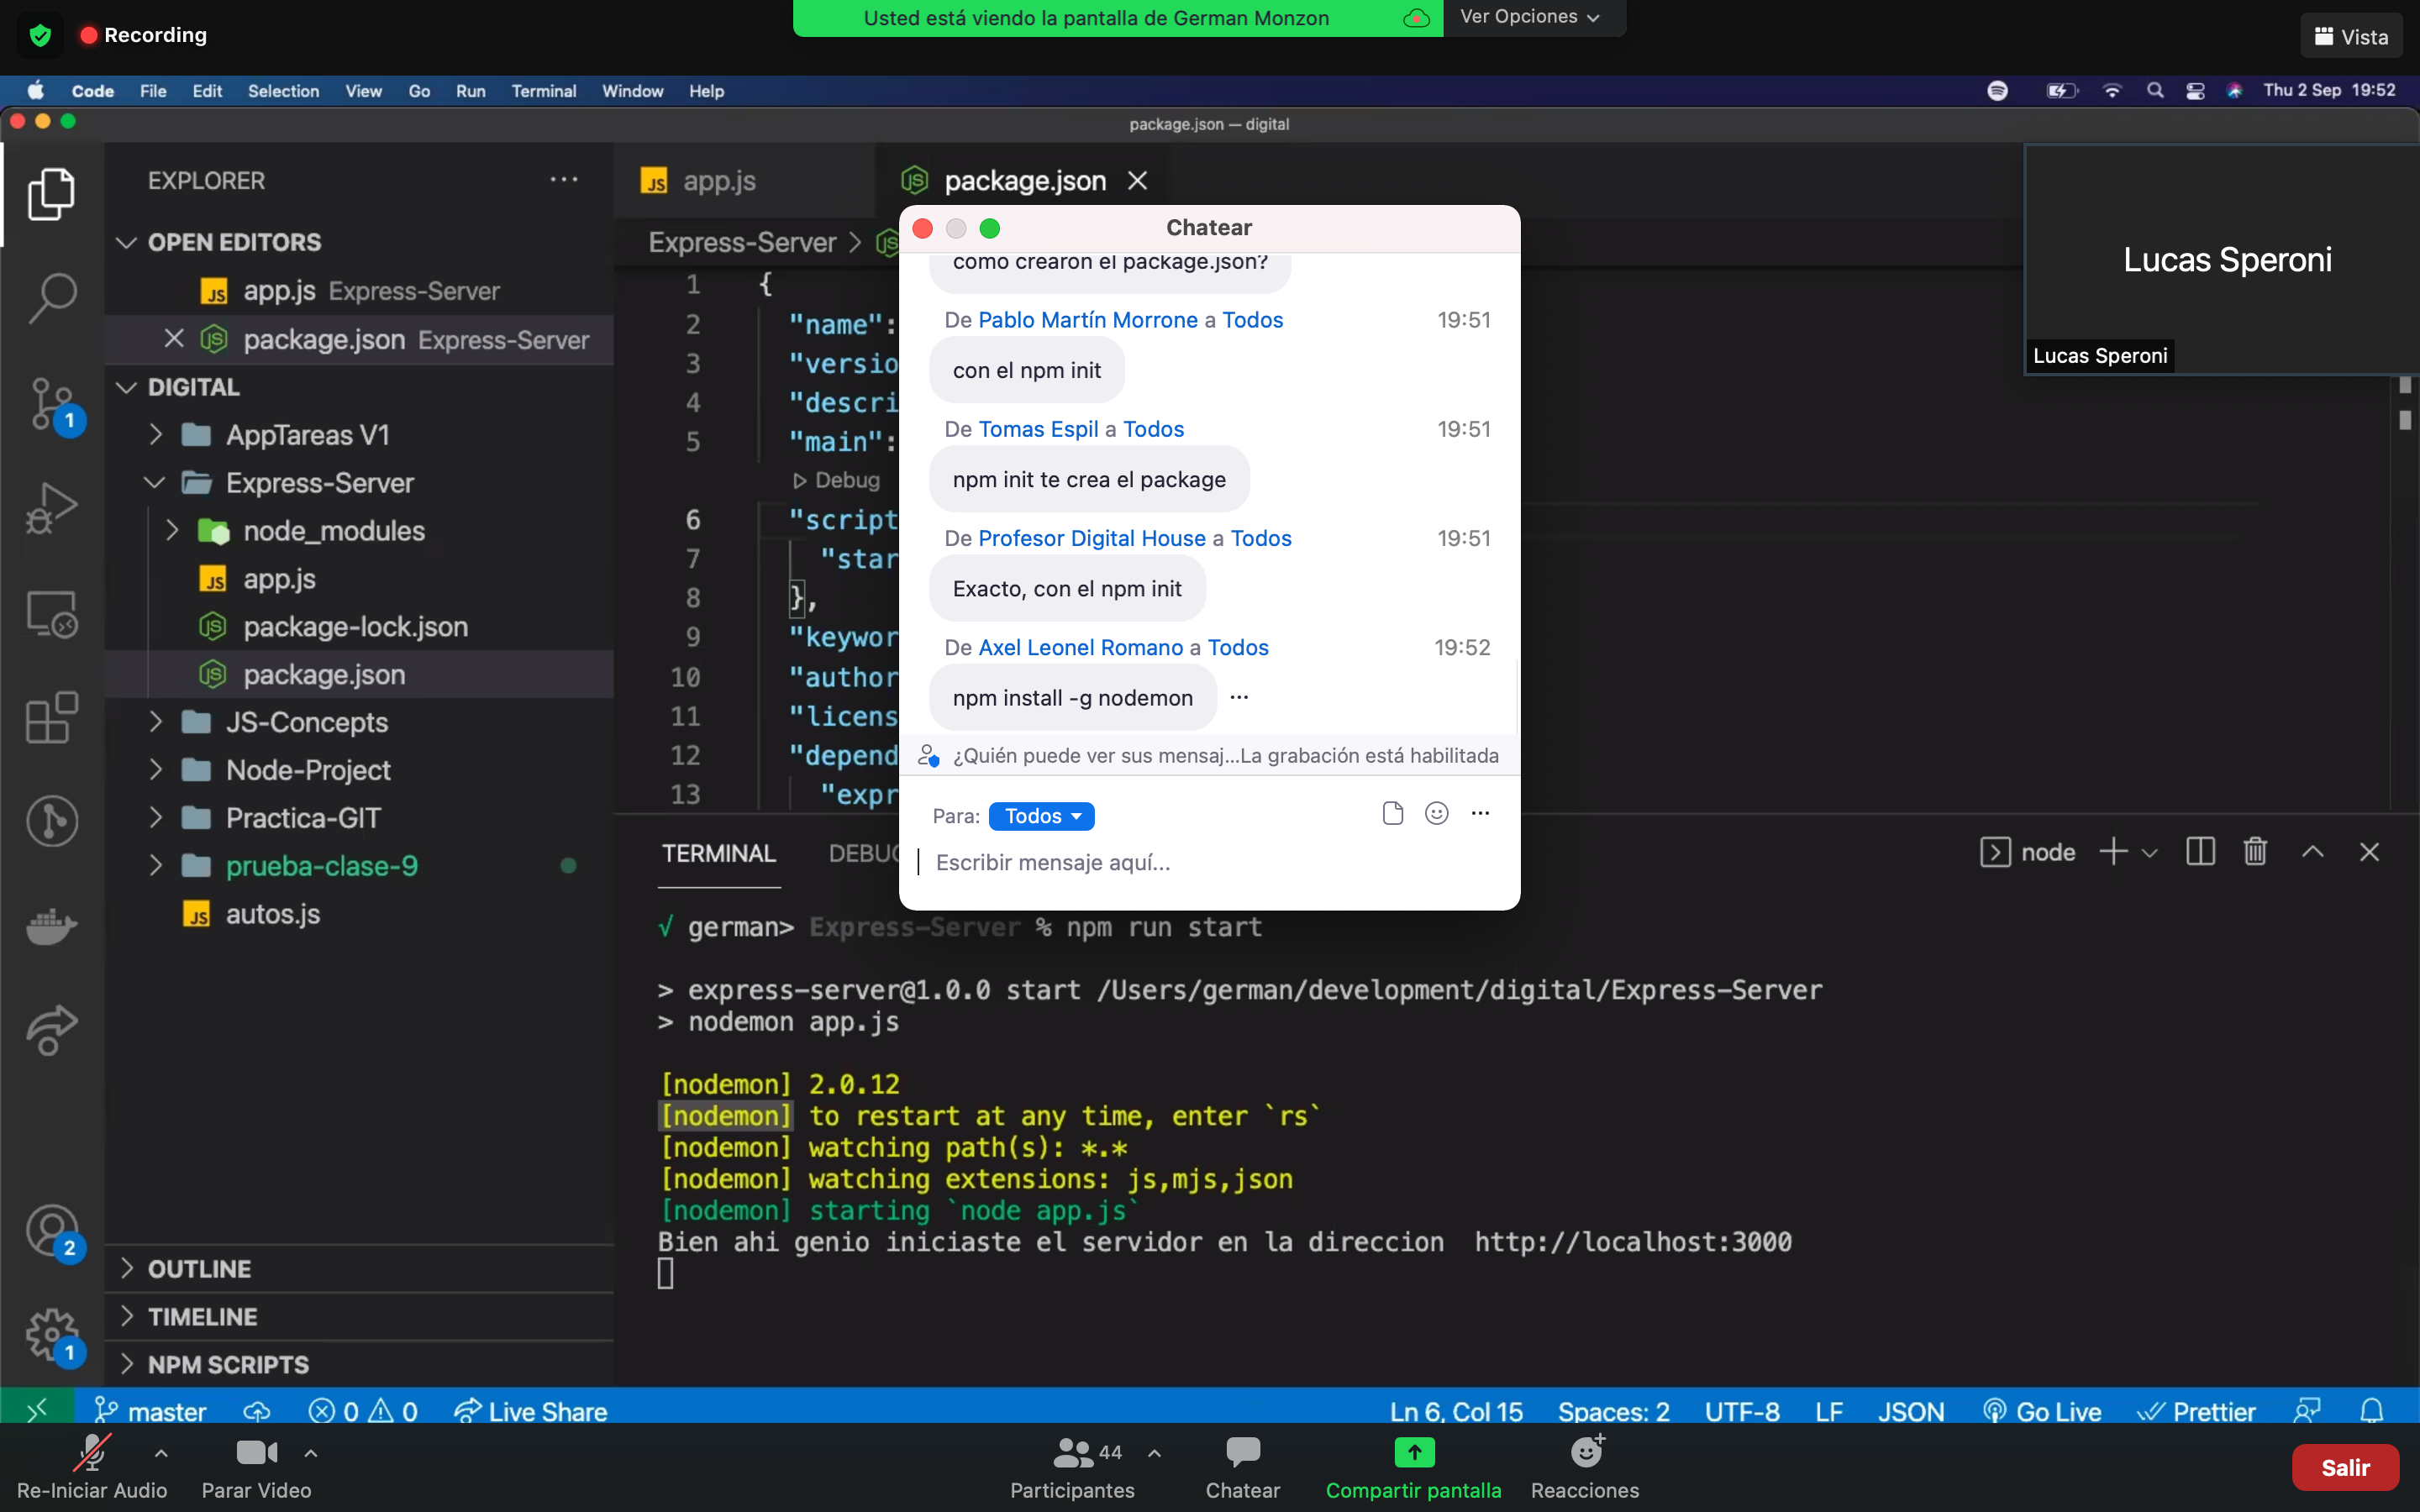 Recording
Usted está viendo la pantalla de German Monzon
Ver Opciones
Vista
Code File Edit Selection View Go Run Terminal Window Help
Thu 2 Sep 19:52
package.json — digital
EXPLORER
OPEN EDITORS
JS app.js Express-Server
package.json Express-Server
DIGITAL
AppTareas V1
Express-Server
node_modules
JS app.js
package-lock.json
package.json
JS-Concepts
Node-Project
Practica-GIT
prueba-clase-9
JS autos.js
OUTLINE
TIMELINE
NPM SCRIPTS
1
2
1
JS app.js
package.json
Express-Server >
1 {
2 "name":
3 "versio
4 "descri
5 "main":
Debug
6 "script
7 "star
8 },
9 "keywor
10 "author
11 "licens
12 "depend
13 "expr
Chatear
como crearon el package.json?
De Pablo Martín Morrone a Todos 19:51
con el npm init
De Tomas Espil a Todos 19:51
npm init te crea el package
De Profesor Digital House a Todos 19:51
Exacto, con el npm init
De Axel Leonel Romano a Todos 19:52
npm install -g nodemon
¿Quién puede ver sus mensaj...La grabación está habilitada
Para: Todos
Escribir mensaje aquí...
Lucas Speroni
Lucas Speroni
TERMINAL DEBUG
node
√ german> Express-Server % npm run start
> express-server@1.0.0 start /Users/german/development/digital/Express-Server
> nodemon app.js
[nodemon] 2.0.12
[nodemon] to restart at any time, enter `rs`
[nodemon] watching path(s): *.*
[nodemon] watching extensions: js,mjs,json
[nodemon] starting `node app.js`
Bien ahi genio iniciaste el servidor en la direccion  http://localhost:3000
master 0 0 Live Share
Ln 6, Col 15 Spaces: 2 UTF-8 LF JSON Go Live Prettier
Re-Iniciar Audio
Parar Video
44
Participantes
Chatear
Compartir pantalla
Reacciones
Salir